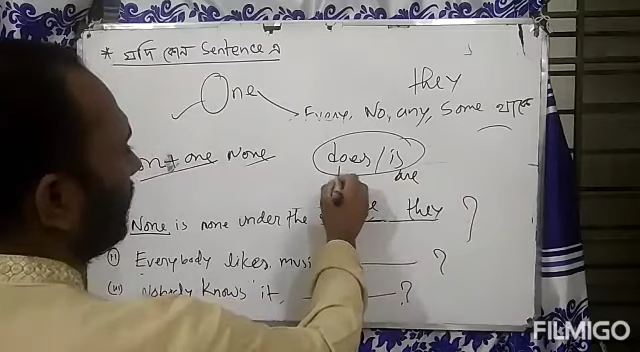 * যদি কোন Sentence এ
One they
Every, No, any, Some থাকে
one None does/is
are
None is none under the they ?
(ii) Everybody likes ?
(iii) Nobody knows it, ?
FILMIGO